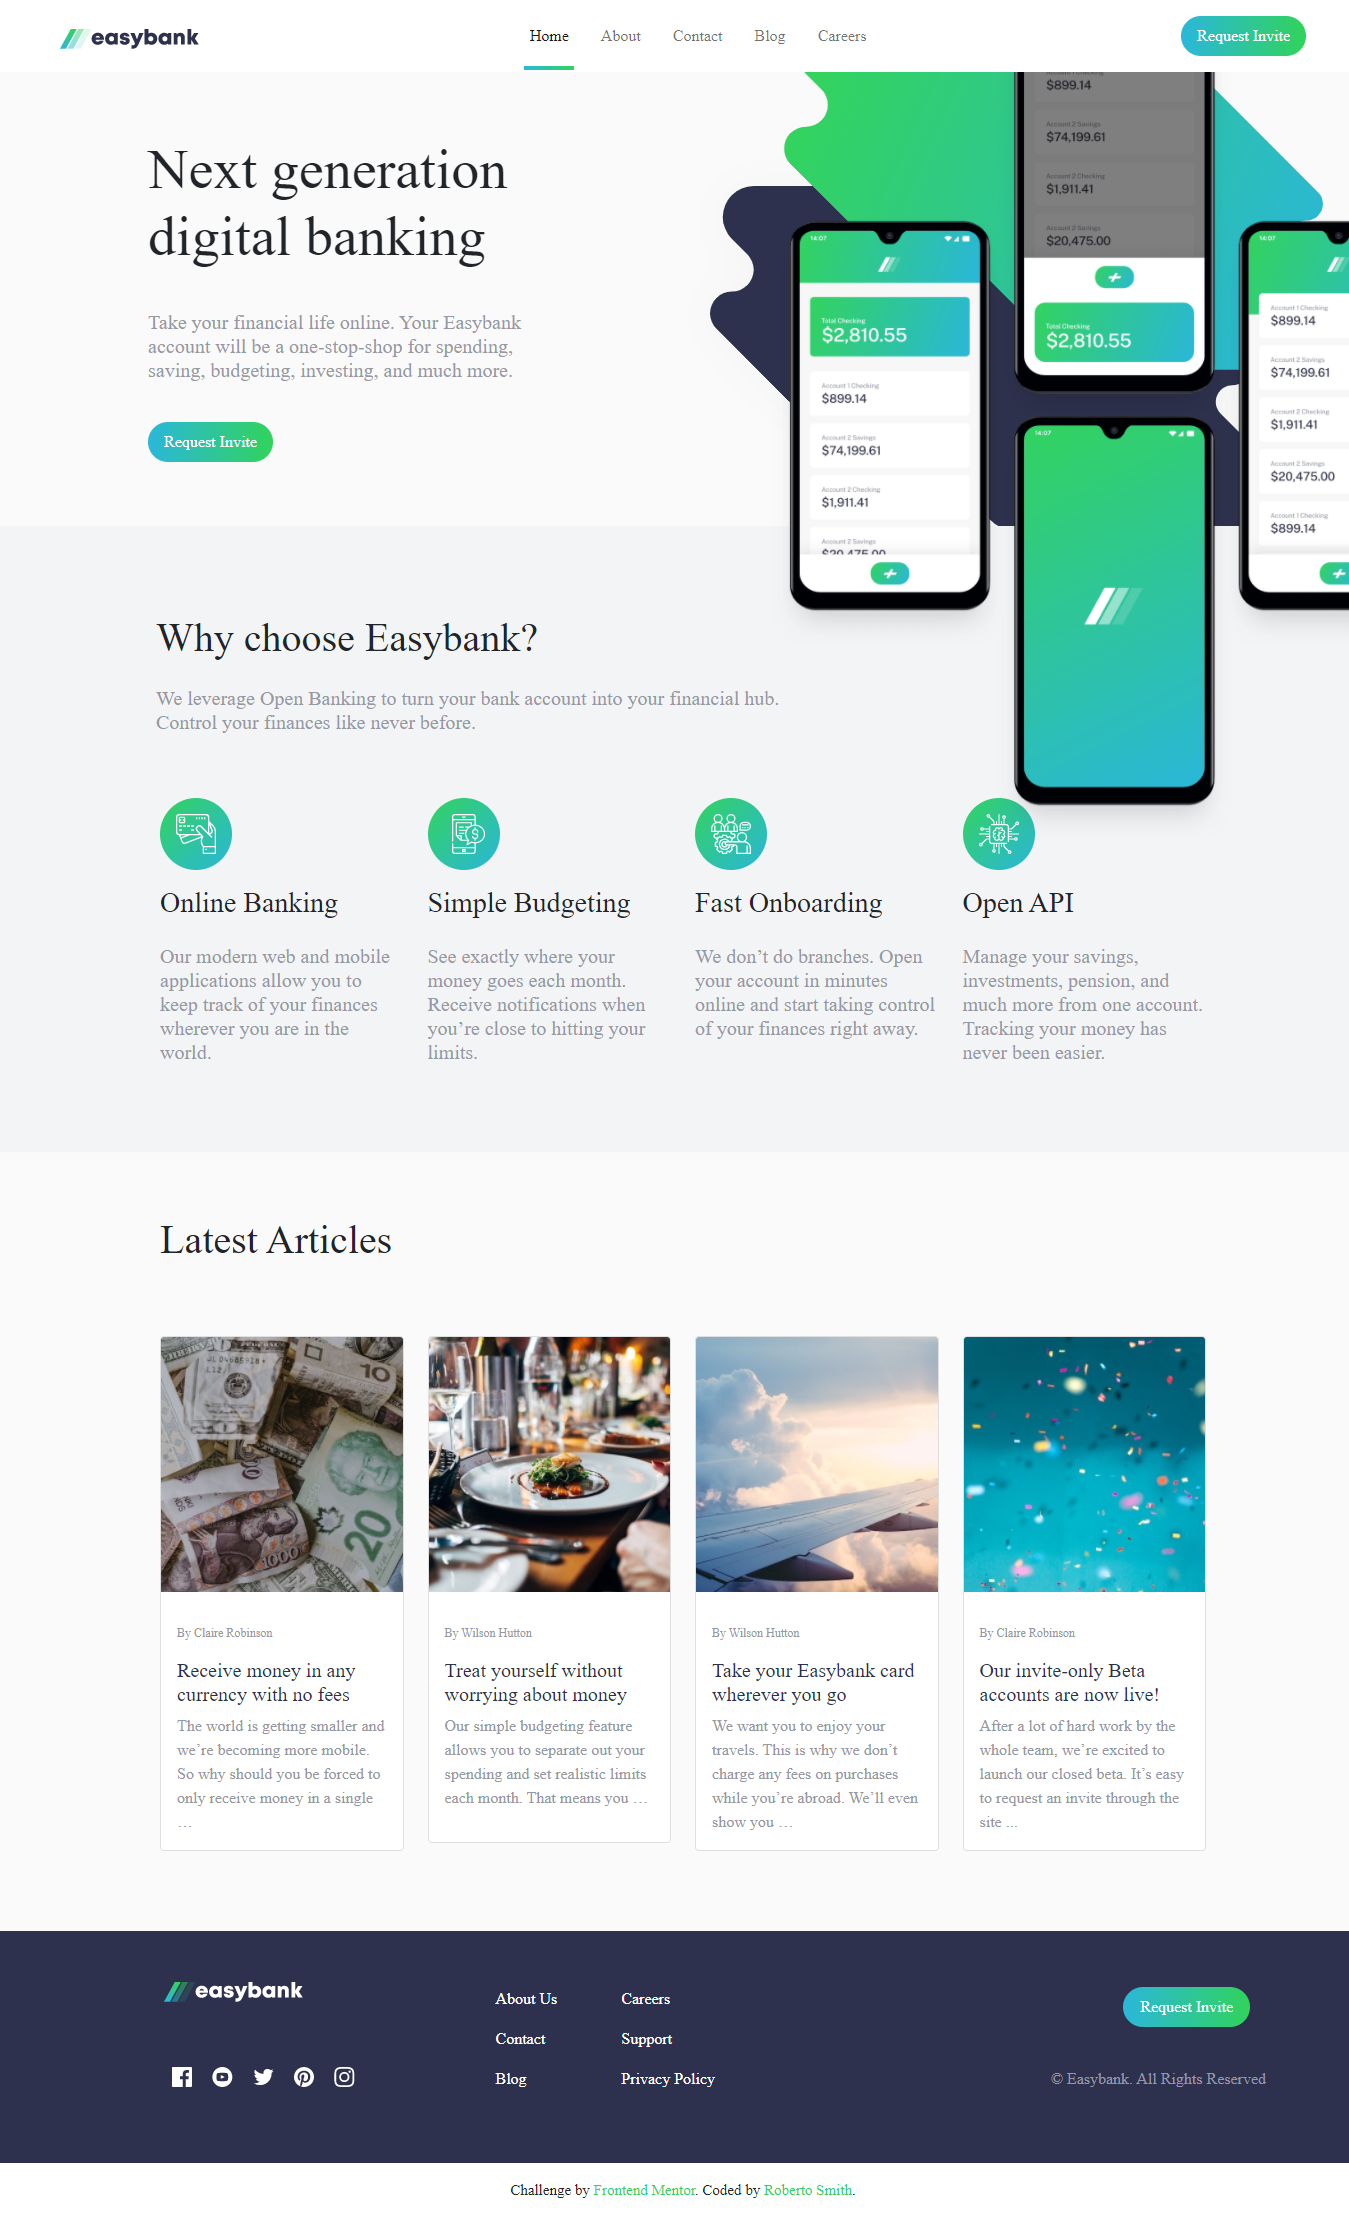 easybank
Home
About
Contact
Blog
Careers
Request Invite
Next generation
digital banking
Take your financial life online. Your Easybank
account will be a one-stop-shop for spending,
saving, budgeting, investing, and much more.
Request Invite
$899.14
Account 2 Savings
$74,199.61
Account 2 Checking
$1,911.41
Account 2 Savings
$20,475.00
Total Checking
$2,810.55
14:07
Total Checking
$2,810.55
Account 1 Checking
$899.14
Account 2 Savings
$74,199.61
Account 2 Checking
$1,911.41
Account 2 Savings
$20,475.00
14:07
Account 1 Checking
$899.14
Account 2 Savings
$74,199.61
Account 2 Checking
$1,911.41
Account 2 Savings
$20,475.00
Account 1 Checking
$899.14
14:07
Why choose Easybank?
We leverage Open Banking to turn your bank account into your financial hub.
Control your finances like never before.
Online Banking
Our modern web and mobile
applications allow you to
keep track of your finances
wherever you are in the
world.
Simple Budgeting
See exactly where your
money goes each month.
Receive notifications when
you’re close to hitting your
limits.
Fast Onboarding
We don’t do branches. Open
your account in minutes
online and start taking control
of your finances right away.
Open API
Manage your savings,
investments, pension, and
much more from one account.
Tracking your money has
never been easier.
Latest Articles
By Claire Robinson
Receive money in any
currency with no fees
The world is getting smaller and
we’re becoming more mobile.
So why should you be forced to
only receive money in a single
…
By Wilson Hutton
Treat yourself without
worrying about money
Our simple budgeting feature
allows you to separate out your
spending and set realistic limits
each month. That means you …
By Wilson Hutton
Take your Easybank card
wherever you go
We want you to enjoy your
travels. This is why we don’t
charge any fees on purchases
while you’re abroad. We’ll even
show you …
By Claire Robinson
Our invite-only Beta
accounts are now live!
After a lot of hard work by the
whole team, we’re excited to
launch our closed beta. It’s easy
to request an invite through the
site ...
easybank
About Us
Contact
Blog
Careers
Support
Privacy Policy
Request Invite
© Easybank. All Rights Reserved
Challenge by Frontend Mentor. Coded by Roberto Smith.